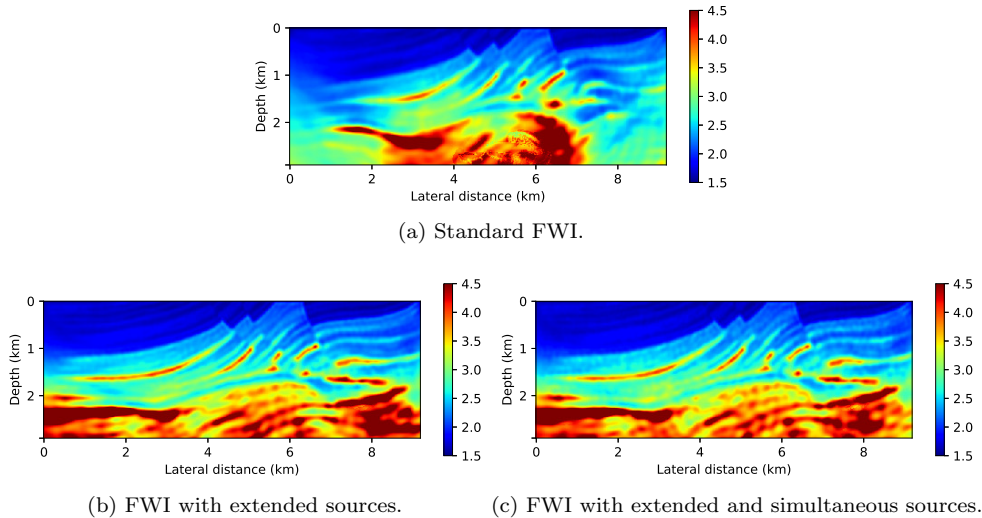 0
1
2
Depth (km)
0 2 4 6 8
Lateral distance (km)
4.5
4.0
3.5
3.0
2.5
2.0
1.5
(a) Standard FWI.
0
1
2
Depth (km)
0 2 4 6 8
Lateral distance (km)
4.5
4.0
3.5
3.0
2.5
2.0
1.5
(b) FWI with extended sources.
0
1
2
Depth (km)
0 2 4 6 8
Lateral distance (km)
4.5
4.0
3.5
3.0
2.5
2.0
1.5
(c) FWI with extended and simultaneous sources.